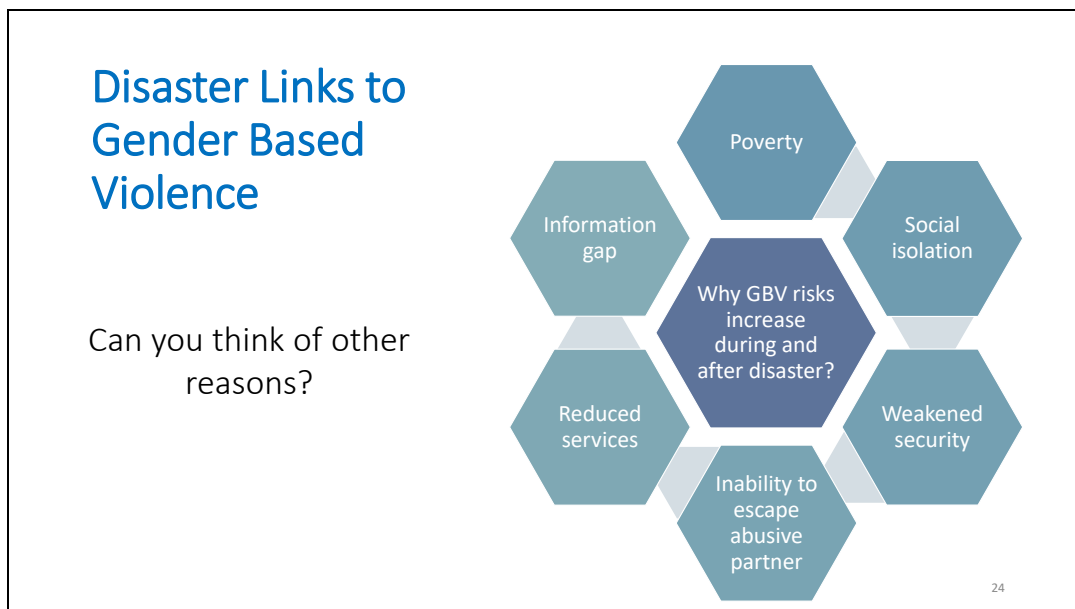 Disaster Links to
Gender Based
Violence
Can you think of other
reasons?
Poverty
Social
isolation
Weakened
security
Inability to
escape
abusive
partner
Reduced
services
Information
gap
Why GBV risks
increase
during and
after disaster?
24